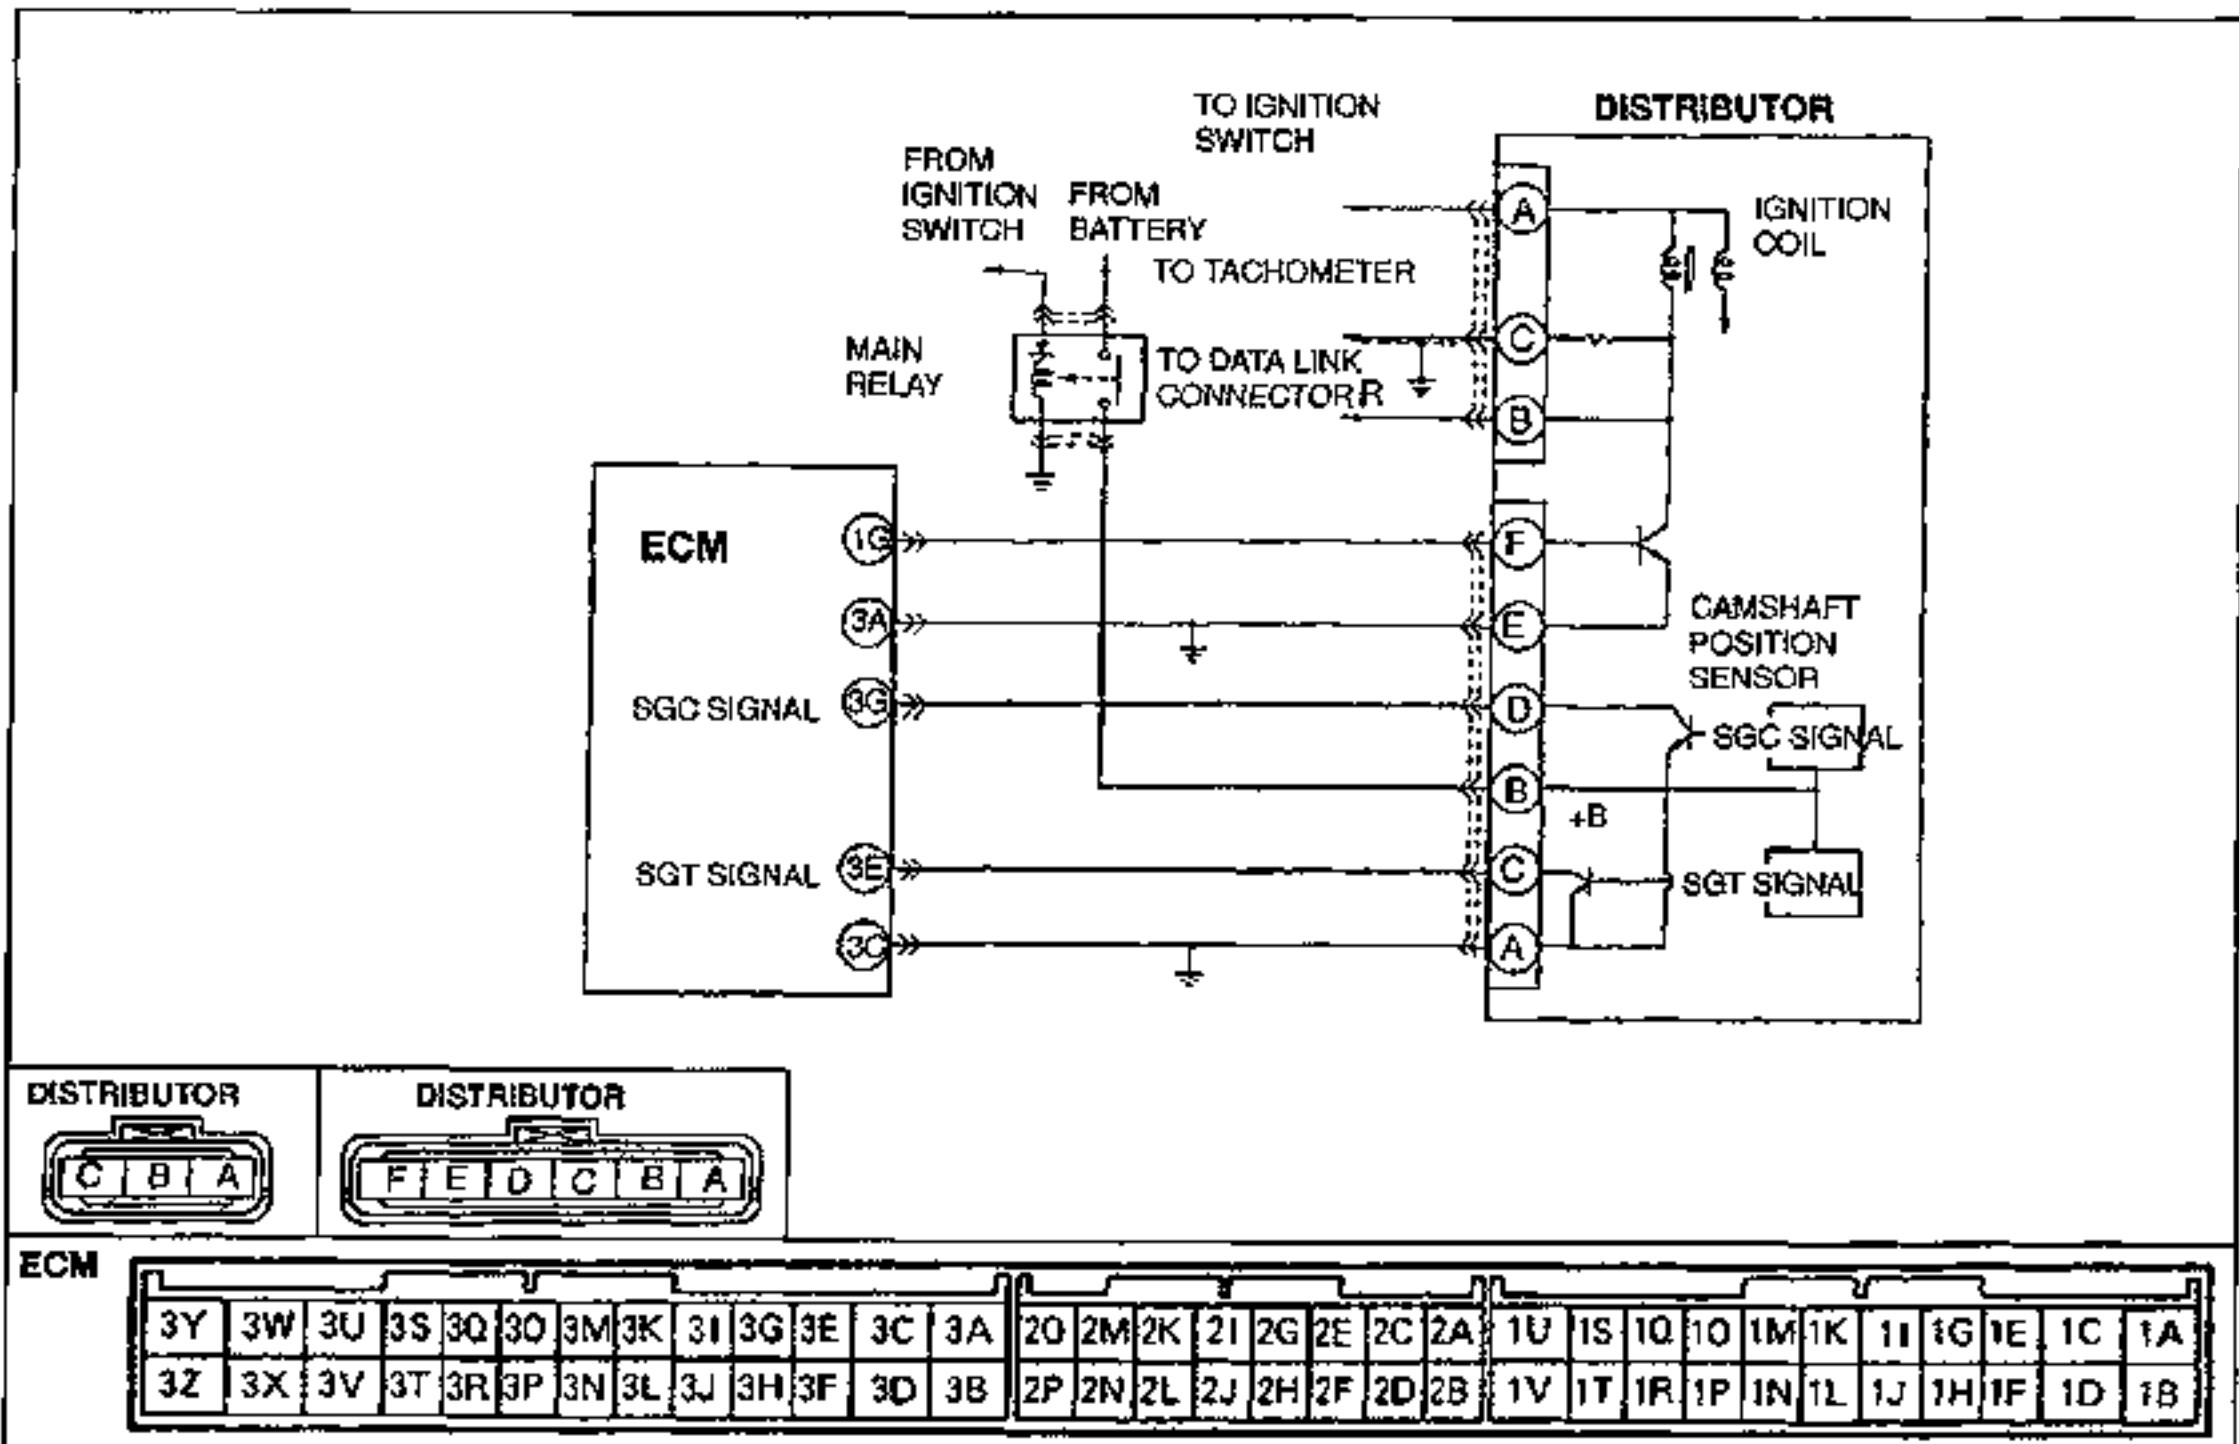 TO IGNITION
SWITCH
DISTRIBUTOR
FROM
IGNITION
SWITCH
FROM
BATTERY
A
IGNITION
COIL
TO TACHOMETER
C
MAIN
RELAY
TO DATA LINK
CONNECTOR R
B
ECM
1G
F
3A
E
CAMSHAFT
POSITION
SENSOR
SGC SIGNAL
3G
D
SGC SIGNAL
B
+B
SGT SIGNAL
3E
C
SGT SIGNAL
3C
A
DISTRIBUTOR
C B A
DISTRIBUTOR
F E D C B A
ECM
3Y 3W 3U 3S 3Q 3O 3M 3K 3I 3G 3E 3C 3A 2O 2M 2K 2I 2G 2E 2C 2A 1U 1S 1Q 1O 1M 1K 1I 1G 1E 1C 1A
3Z 3X 3V 3T 3R 3P 3N 3L 3J 3H 3F 3D 3B 2P 2N 2L 2J 2H 2F 2D 2B 1V 1T 1R 1P 1N 1L 1J 1H 1F 1D 1B